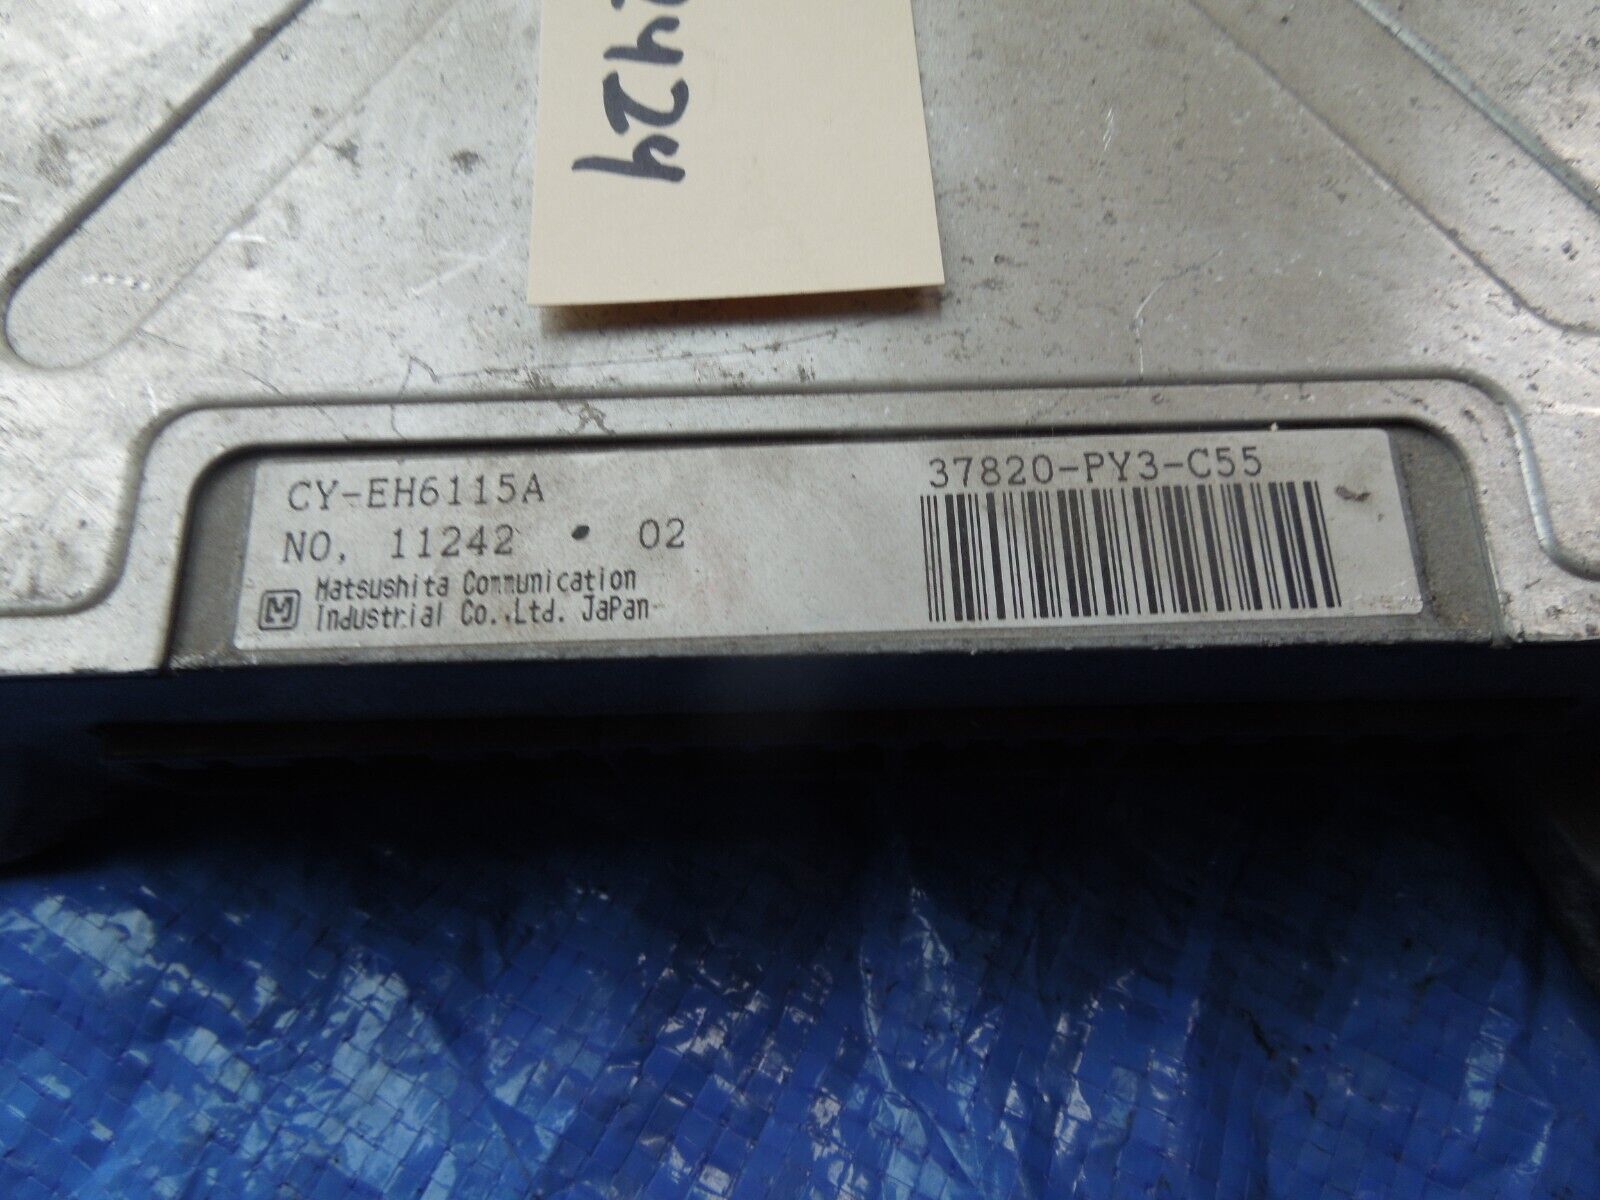 CY-EH6115A
NO. 11242 • 02
Matsushita Communication
Industrial Co.,Ltd. JaPan
37820-PY3-C55